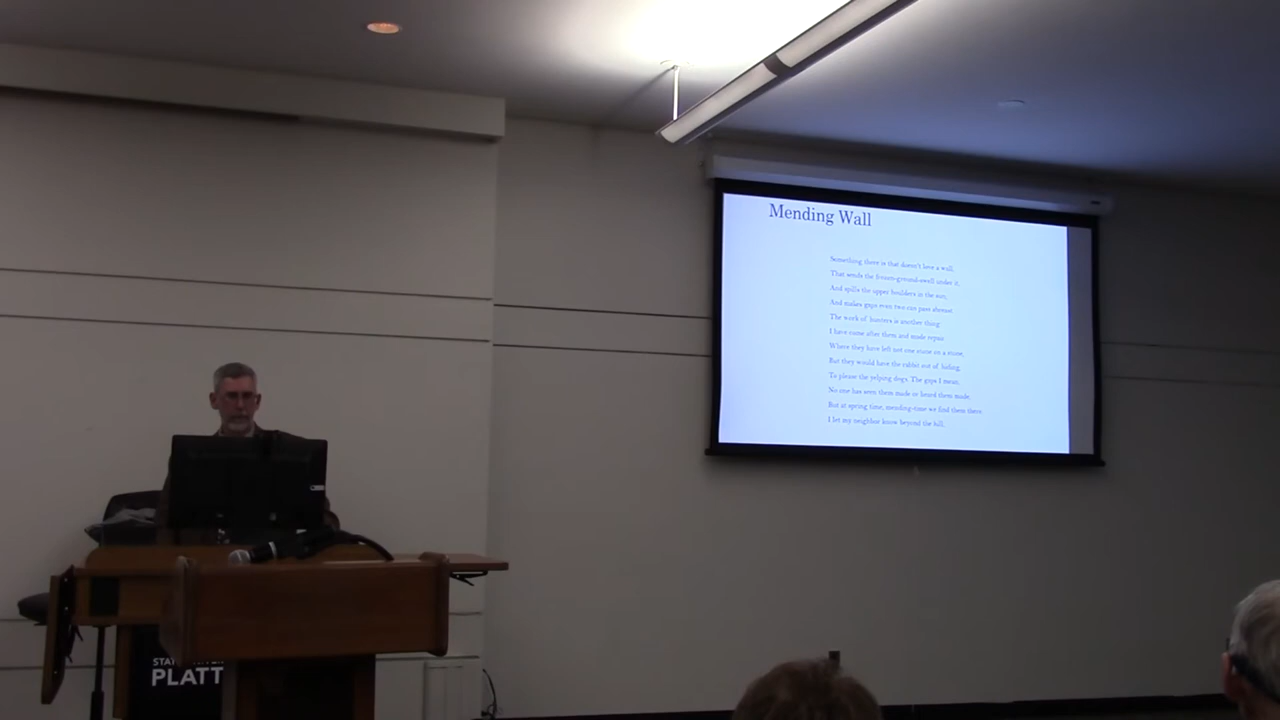 Mending Wall
Something there is that doesn't love a wall,
That sends the frozen-ground-swell under it,
And spills the upper boulders in the sun;
And makes gaps even two can pass abreast.
The work of hunters is another thing:
I have come after them and made repair
Where they have left not one stone on a stone,
But they would have the rabbit out of hiding,
To please the yelping dogs. The gaps I mean,
No one has seen them made or heard them made,
But at spring time, mending-time we find them there.
I let my neighbor know beyond the hill;
STAT
PLATT